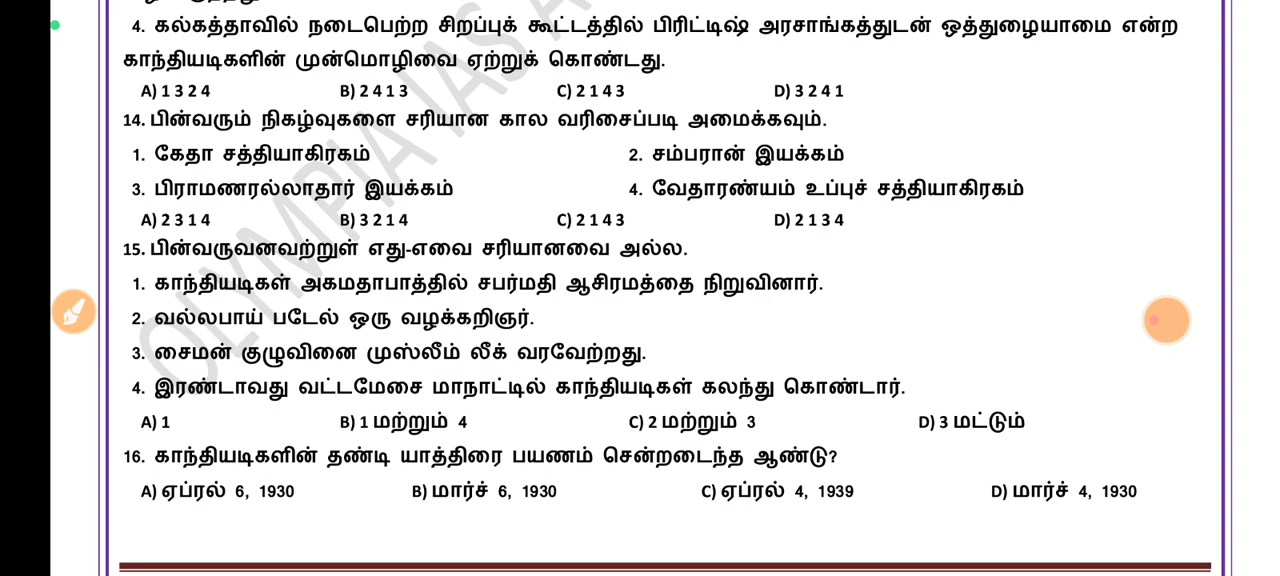 4. கல்கத்தாவில் நடைபெற்ற சிறப்புக் கூட்டத்தில் பிரிட்டிஷ் அரசாங்கத்துடன் ஒத்துழையாமை என்ற
காந்தியடிகளின் முன்மொழிவை ஏற்றுக் கொண்டது.
A) 1 3 2 4 B) 2 4 1 3 C) 2 1 4 3 D) 3 2 4 1
14. பின்வரும் நிகழ்வுகளை சரியான கால வரிசைப்படி அமைக்கவும்.
1. கேதா சத்தியாகிரகம் 2. சம்பரான் இயக்கம்
3. பிராமணரல்லாதார் இயக்கம் 4. வேதாரண்யம் உப்புச் சத்தியாகிரகம்
A) 2 3 1 4 B) 3 2 1 4 C) 2 1 4 3 D) 2 1 3 4
15. பின்வருவனவற்றுள் எது-எவை சரியானவை அல்ல.
1. காந்தியடிகள் அகமதாபாத்தில் சபர்மதி ஆசிரமத்தை நிறுவினார்.
2. வல்லபாய் படேல் ஒரு வழக்கறிஞர்.
3. சைமன் குழுவினை முஸ்லீம் லீக் வரவேற்றது.
4. இரண்டாவது வட்டமேசை மாநாட்டில் காந்தியடிகள் கலந்து கொண்டார்.
A) 1 B) 1 மற்றும் 4 C) 2 மற்றும் 3 D) 3 மட்டும்
16. காந்தியடிகளின் தண்டி யாத்திரை பயணம் சென்றடைந்த ஆண்டு?
A) ஏப்ரல் 6, 1930 B) மார்ச் 6, 1930 C) ஏப்ரல் 4, 1939 D) மார்ச் 4, 1930
OLYMPIA IAS